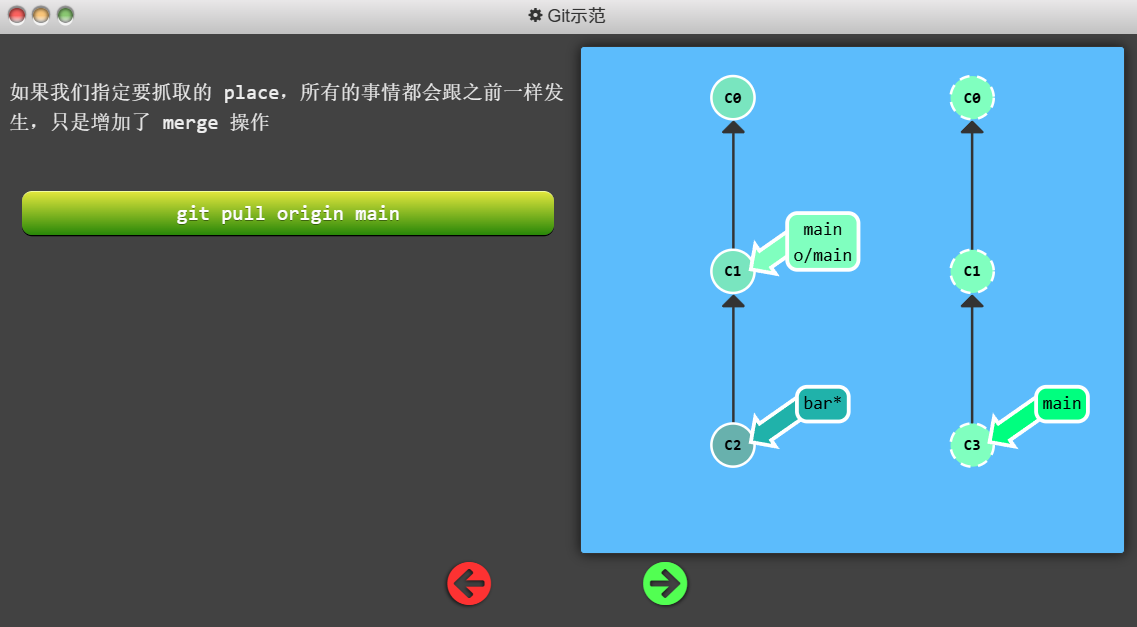 Git示范
如果我们指定要抓取的 place，所有的事情都会跟之前一样发
生，只是增加了 merge 操作
git pull origin main
C0
C0
main
o/main
C1
C1
bar*
main
C2
C3